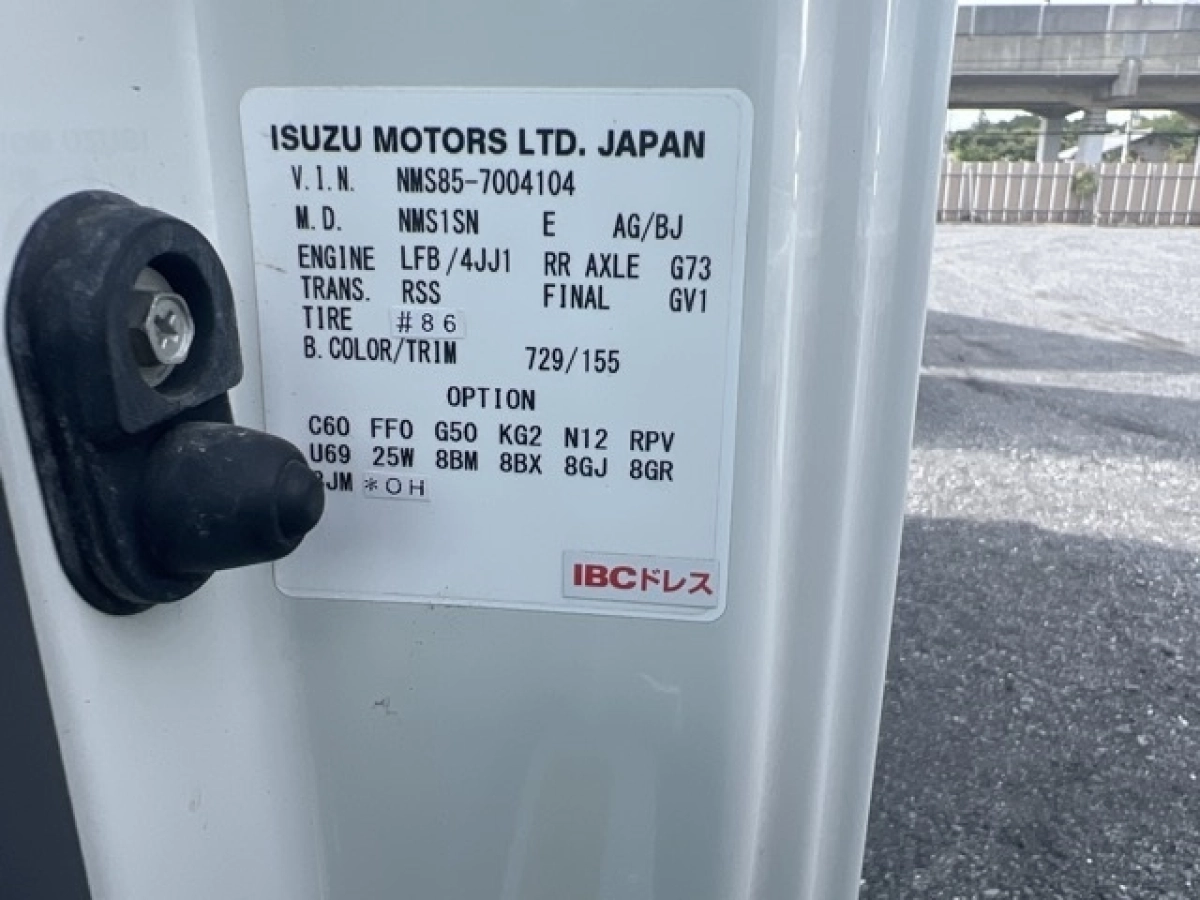 ISUZU MOTORS LTD. JAPAN
V.I.N. NMS85-7004104
M.D. NMS1SN E AG/BJ
ENGINE LFB/4JJ1 RR AXLE G73
TRANS. RSS FINAL GV1
TIRE #86
B.COLOR/TRIM 729/155
OPTION
C60 FF0 G50 KG2 N12 RPV
U69 25W 8BM 8BX 8GJ 8GR
*OH
IBCドレス